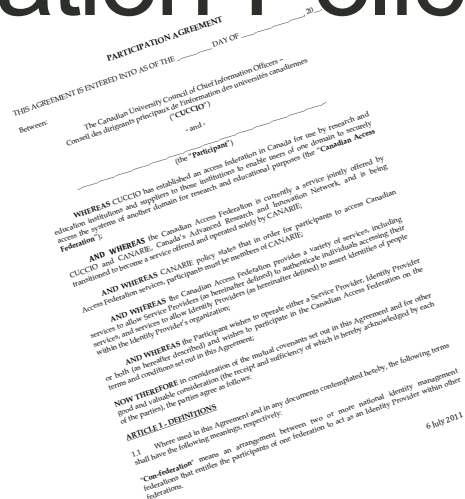 ation Polic
PARTICIPATION AGREEMENT
THIS AGREEMENT IS ENTERED INTO AS OF THE ________ DAY OF ________________, 20__
Between:
The Canadian University Council of Chief Information Officers –
Conseil des dirigeants principaux de l'information des universités canadiennes
("CUCCIO")
- and -
(the "Participant")
WHEREAS CUCCIO has established an access federation in Canada for use by research and
education institutions and suppliers to those institutions to enable users of one domain to securely
access the systems of another domain for research and educational purposes (the "Canadian Access
Federation");
AND WHEREAS the Canadian Access Federation is currently a service jointly offered by
CUCCIO and CANARIE, Canada's Advanced Research and Innovation Network, and is being
transitioned to become a service offered and operated solely by CANARIE;
AND WHEREAS CANARIE policy states that in order for participants to access Canadian
Access Federation services, participants must be members of CANARIE;
AND WHEREAS the Canadian Access Federation provides a variety of services, including
services to allow Service Providers (as hereinafter defined) to authenticate individuals accessing their
services, and services to allow Identity Providers (as hereinafter defined) to assert identities of people
within the Identity Provider's organization;
AND WHEREAS the Participant wishes to operate either a Service Provider, Identity Provider
or both (as hereafter described) and wishes to participate in the Canadian Access Federation on the
terms and conditions set out in this Agreement;
NOW THEREFORE in consideration of the mutual covenants set out in this Agreement and for other
good and valuable consideration (the receipt and sufficiency of which is hereby acknowledged by each
of the parties), the parties agree as follows:
ARTICLE 1 - DEFINITIONS
1.1 Where used in this Agreement and in any documents contemplated hereby, the following terms
shall have the following meanings, respectively:
"Con-federation" means an arrangement between two or more national identity management
federations that entitles the participants of one federation to act as an Identity Provider within other
federations.
6 July 2011